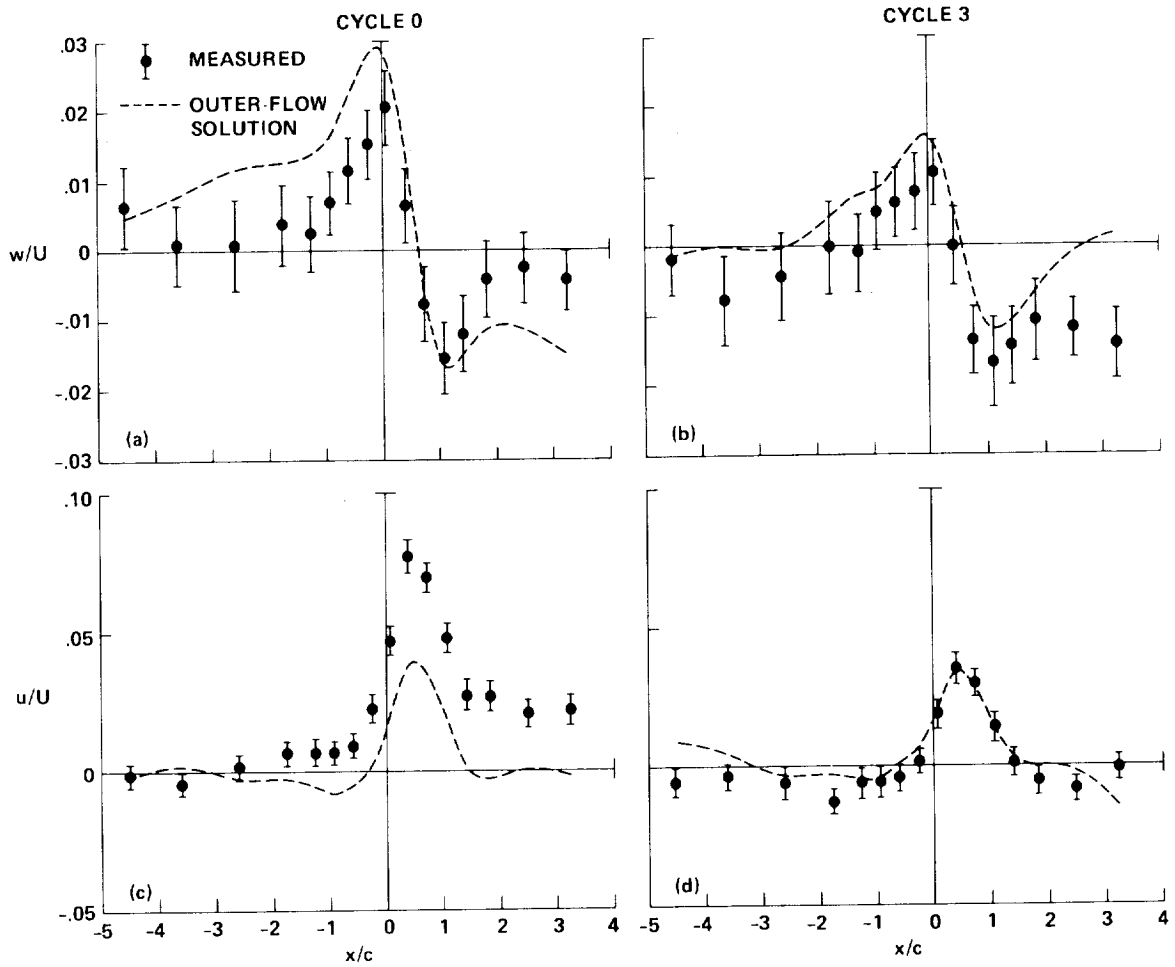 CYCLE 0
CYCLE 3
MEASURED
OUTER-FLOW
SOLUTION
.03
.02
.01
0
-.01
-.02
-.03
w/U
(a)
(b)
.10
.05
0
-.05
u/U
(c)
(d)
-5 -4 -3 -2 -1 0 1 2 3 4
x/c
-5 -4 -3 -2 -1 0 1 2 3 4
x/c